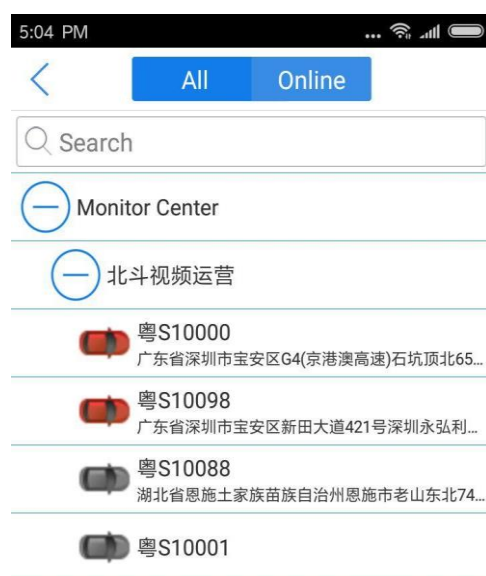 5:04 PM
All Online
Search
Monitor Center
北斗视频运营
粤S10000
广东省深圳市宝安区G4(京港澳高速)石坑顶北65...
粤S10098
广东省深圳市宝安区新田大道421号深圳永弘利...
粤S10088
湖北省恩施土家族苗族自治州恩施市老山东北74...
粤S10001